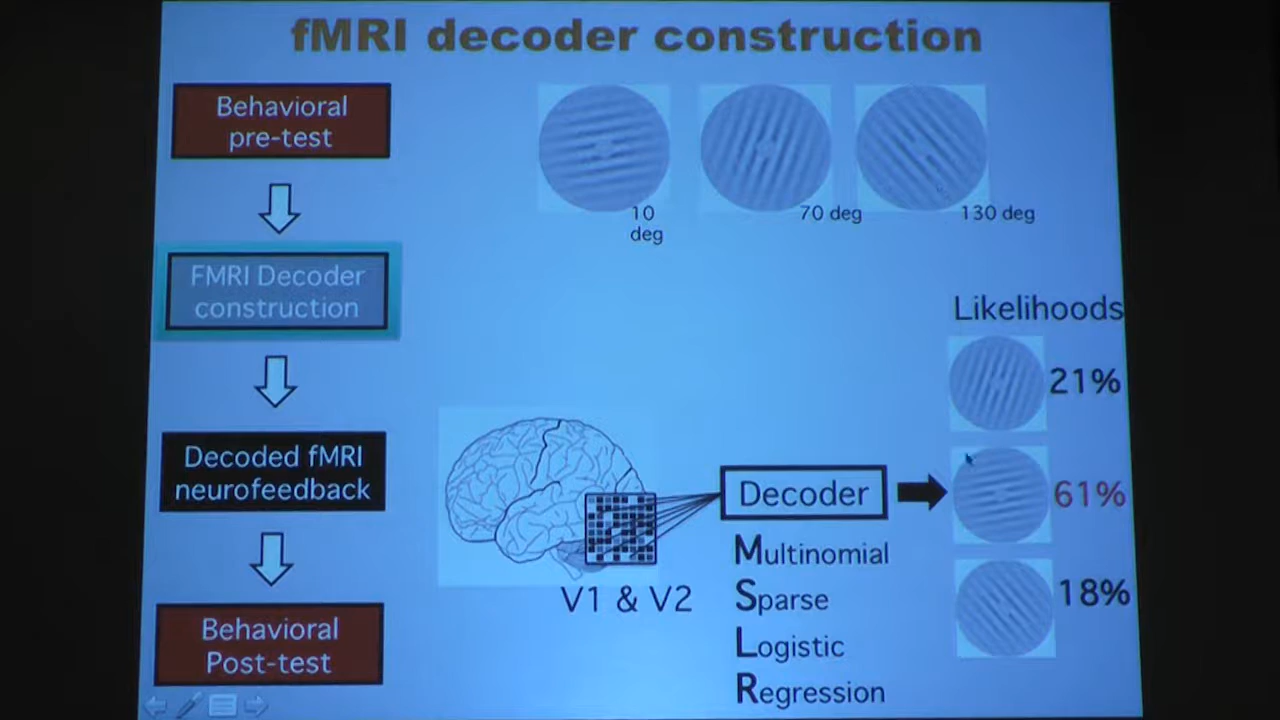 fMRI decoder construction
Behavioral
pre-test
10
deg
70 deg
130 deg
FMRI Decoder
construction
Likelihoods
21%
Decoded fMRI
neurofeedback
Decoder
61%
Multinomial
V1 & V2
Sparse
18%
Behavioral
Post-test
Logistic
Regression